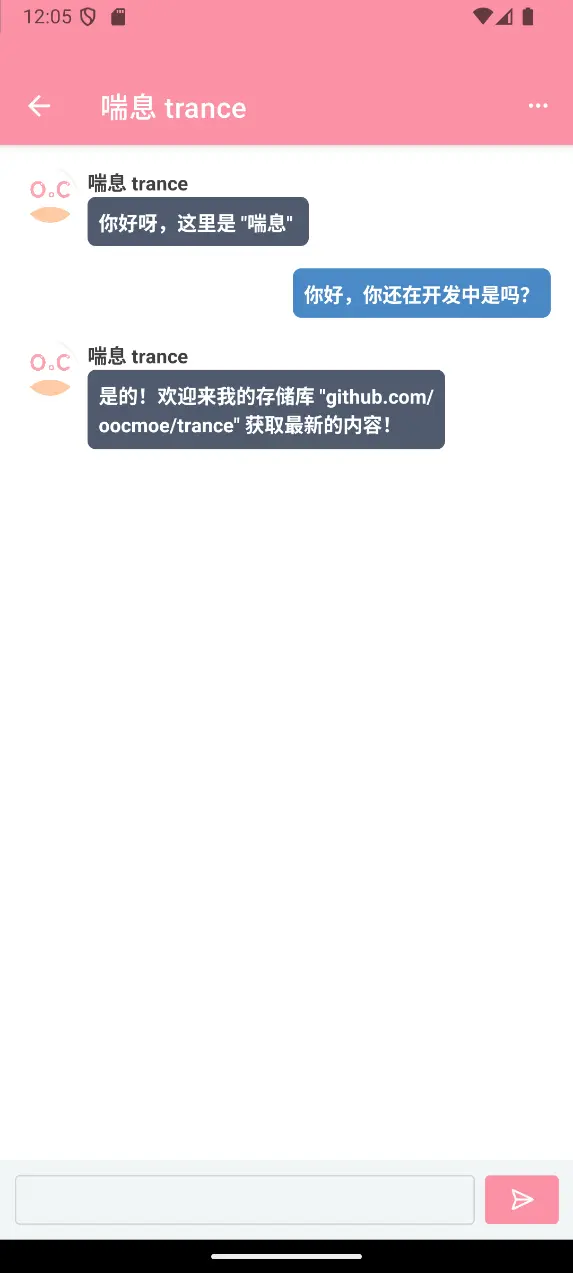 12:05
喘息 trance
O.C
喘息 trance
你好呀，这里是 "喘息"
你好，你还在开发中是吗？
O.C
喘息 trance
是的！欢迎来我的存储库 "github.com/
oocmoe/trance" 获取最新的内容！